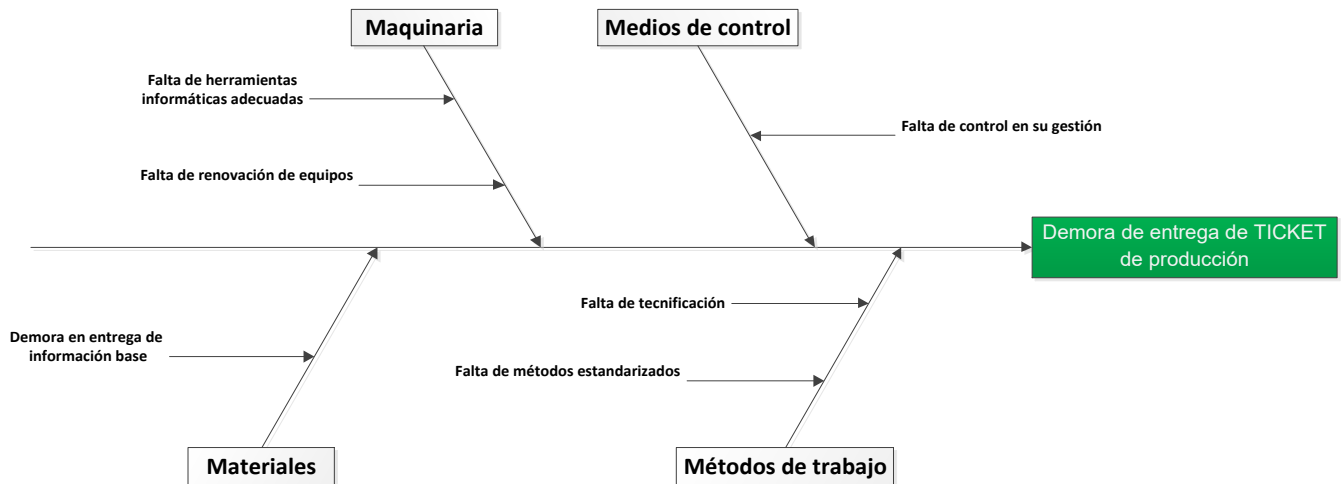 Maquinaria
Medios de control
Falta de herramientas
informáticas adecuadas
Falta de control en su gestión
Falta de renovación de equipos
Demora de entrega de TICKET
de producción
Falta de tecnificación
Demora en entrega de
información base
Falta de métodos estandarizados
Materiales
Métodos de trabajo